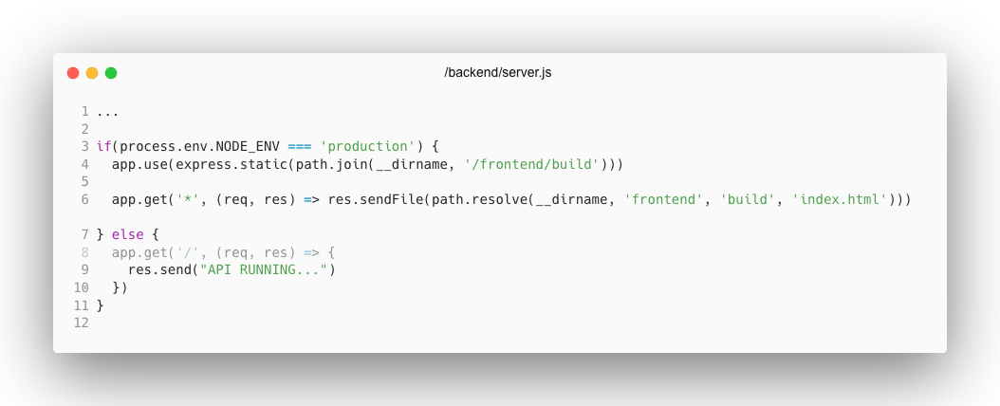 /backend/server.js
1 ...
2
3 if(process.env.NODE_ENV === 'production') {
4   app.use(express.static(path.join(__dirname, '/frontend/build')))
5
6   app.get('*', (req, res) => res.sendFile(path.resolve(__dirname, 'frontend', 'build', 'index.html')))
7 } else {
8   app.get('/', (req, res) => {
9     res.send("API RUNNING...")
10   })
11 }
12